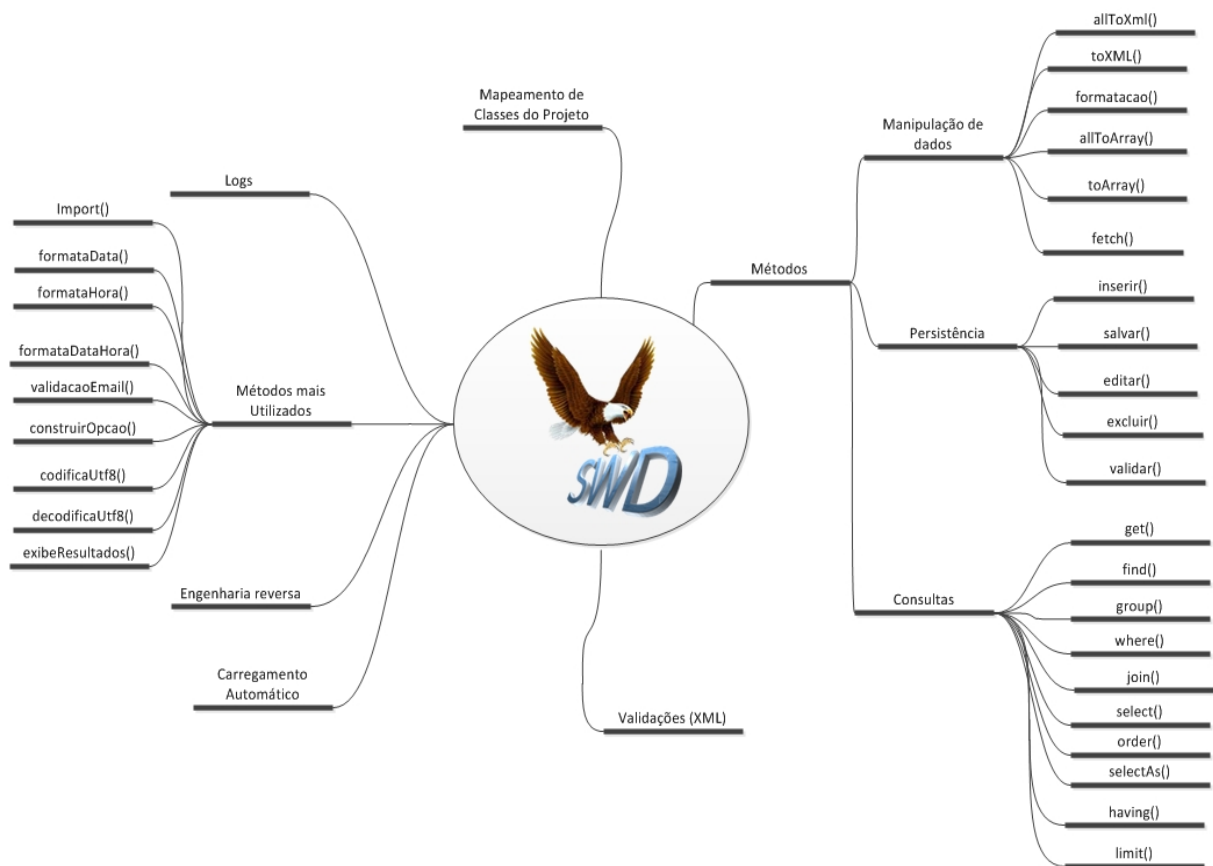 Mapeamento de
Classes do Projeto
Logs
Import()
formataData()
formataHora()
formataDataHora()
validacaoEmail()
construirOpcao()
codificaUtf8()
decodificaUtf8()
exibeResultados()
Métodos mais
Utilizados
Engenharia reversa
Carregamento
Automático
SWD
Validações (XML)
Métodos
Manipulação de
dados
allToXml()
toXML()
formatacao()
allToArray()
toArray()
fetch()
Persistência
inserir()
salvar()
editar()
excluir()
validar()
Consultas
get()
find()
group()
where()
join()
select()
order()
selectAs()
having()
limit()